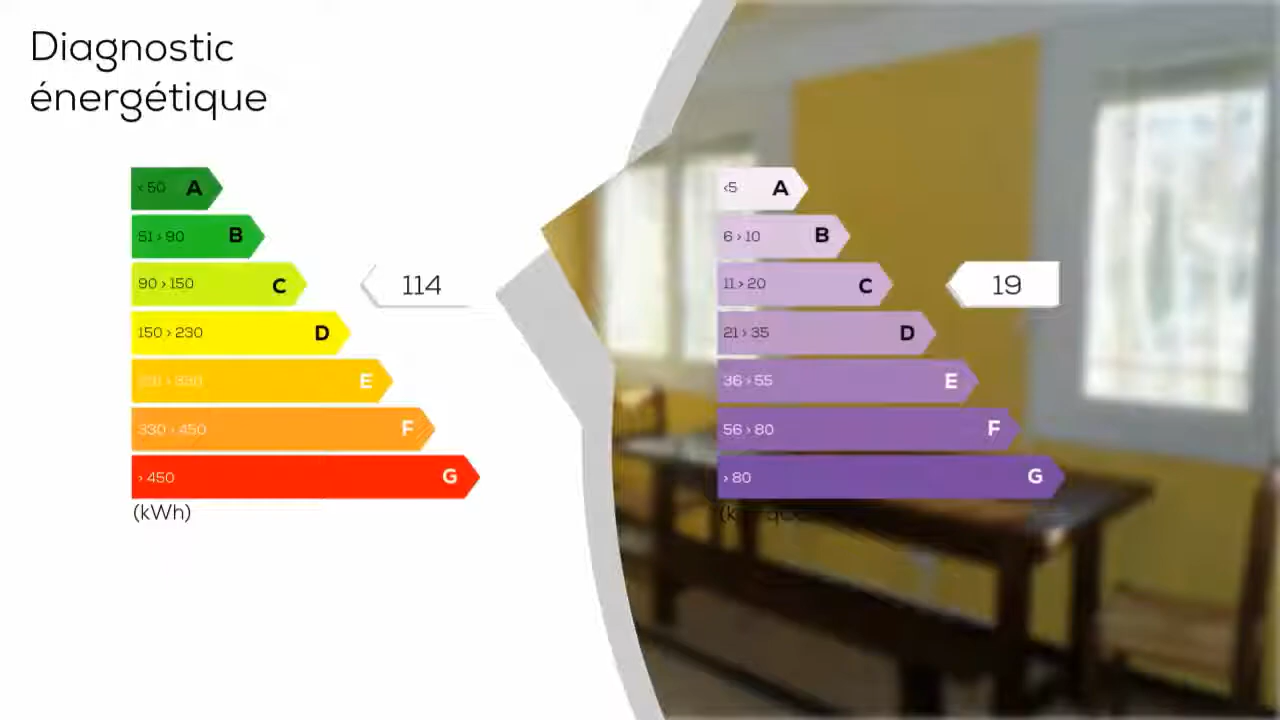 Diagnostic
énergétique
< 50 A
51 > 90 B
90 > 150 C
114
150 > 230 D
E
330 > 450 F
> 450 G
(kWh)
<5 A
6 > 10 B
11 > 20 C
19
21 > 35 D
36 > 55 E
56 > 80 F
> 80 G